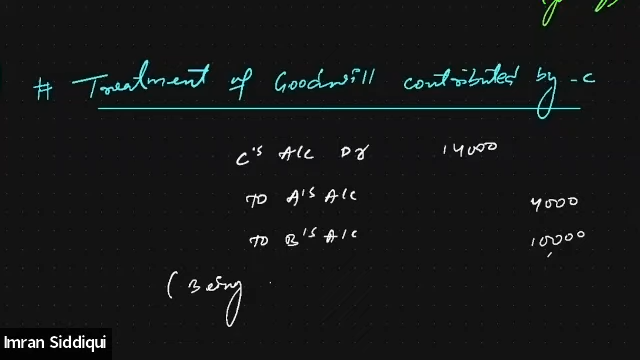 # Treatment of Goodwill contributed by -C
C's A/c Dr 14000
TO A's A/c 4000
TO B's A/c 10000
( Being
Imran Siddiqui